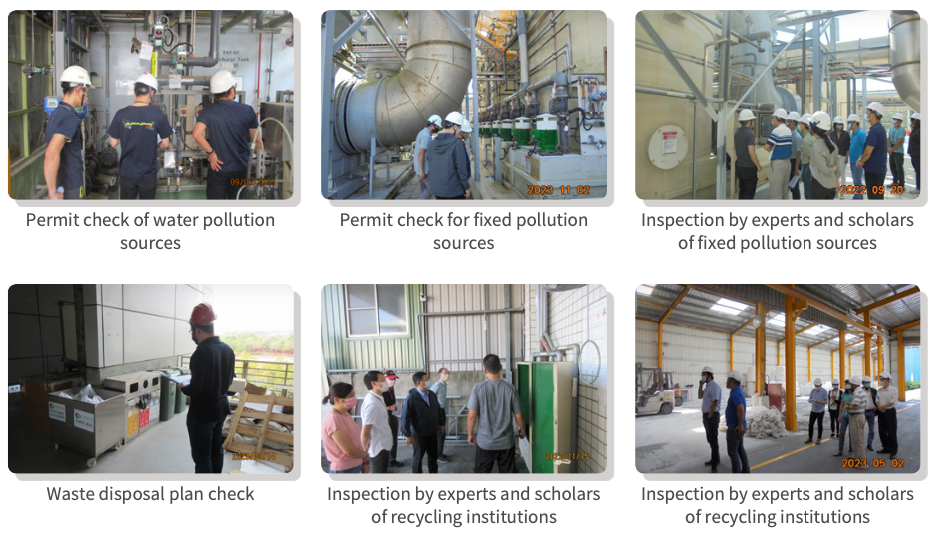 2023 11 02
2022 09 20
Permit check of water pollution
sources
Permit check for fixed pollution
sources
Inspection by experts and scholars
of fixed pollution sources
2023 05 02
Waste disposal plan check
Inspection by experts and scholars
of recycling institutions
Inspection by experts and scholars
of recycling institutions